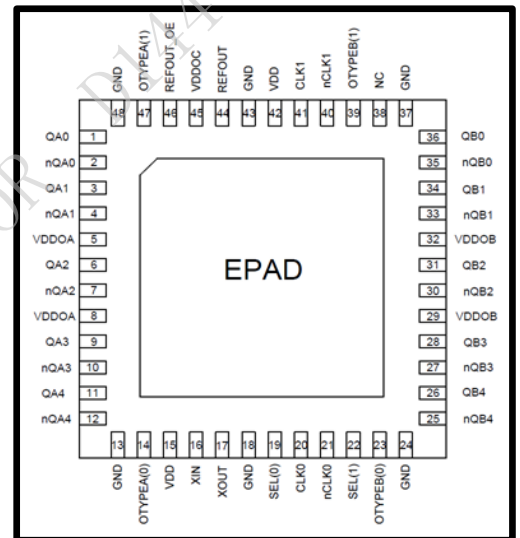 GND OTYPEA(1) REFOUT_OE VDDOC REFOUT GND VDD CLK1 nCLK1 OTYPEB(1) NC GND
48 47 46 45 44 43 42 41 40 39 38 37
QA0 1 36 QB0
nQA0 2 35 nQB0
QA1 3 34 QB1
nQA1 4 33 nQB1
VDDOA 5 32 VDDOB
QA2 6 31 QB2
EPAD
nQA2 7 30 nQB2
VDDOA 8 29 VDDOB
QA3 9 28 QB3
nQA3 10 27 nQB3
QA4 11 26 QB4
nQA4 12 25 nQB4
13 14 15 16 17 18 19 20 21 22 23 24
GND OTYPEA(0) VDD XIN XOUT GND SEL(0) CLK0 nCLK0 SEL(1) OTYPEB(0) GND